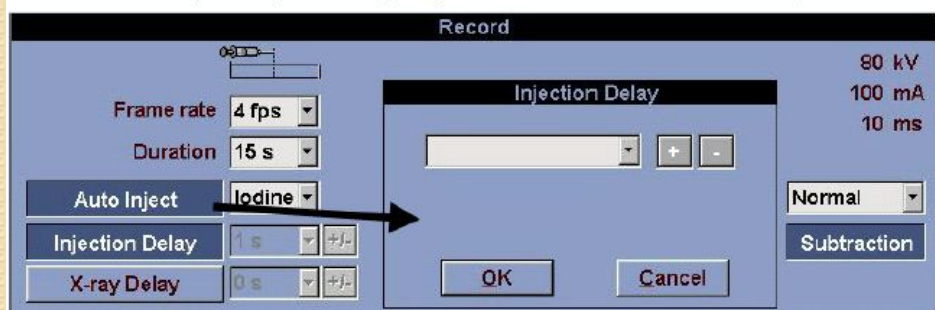 Record
80 kV
100 mA
10 ms
Frame rate 4 fps
Duration 15 s
Auto Inject Iodine
Injection Delay 1 s +/-
X-ray Delay 0 s +/-
Injection Delay
+ -
OK Cancel
Normal
Subtraction